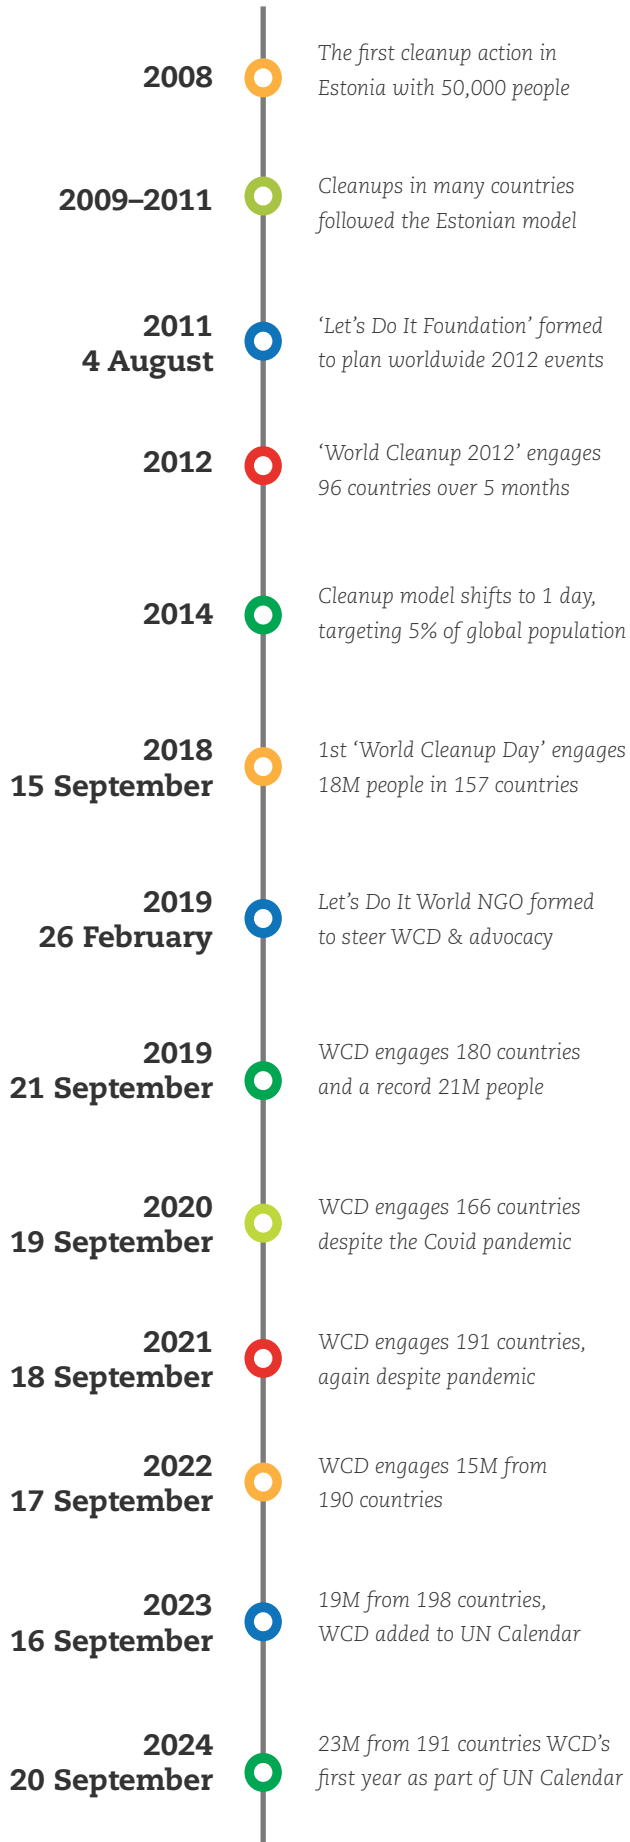 2008
The first cleanup action in
Estonia with 50,000 people
2009–2011
Cleanups in many countries
followed the Estonian model
2011
4 August
‘Let’s Do It Foundation’ formed
to plan worldwide 2012 events
2012
‘World Cleanup 2012’ engages
96 countries over 5 months
2014
Cleanup model shifts to 1 day,
targeting 5% of global population
2018
15 September
1st ‘World Cleanup Day’ engages
18M people in 157 countries
2019
26 February
Let’s Do It World NGO formed
to steer WCD & advocacy
2019
21 September
WCD engages 180 countries
and a record 21M people
2020
19 September
WCD engages 166 countries
despite the Covid pandemic
2021
18 September
WCD engages 191 countries,
again despite pandemic
2022
17 September
WCD engages 15M from
190 countries
2023
16 September
19M from 198 countries,
WCD added to UN Calendar
2024
20 September
23M from 191 countries WCD’s
first year as part of UN Calendar